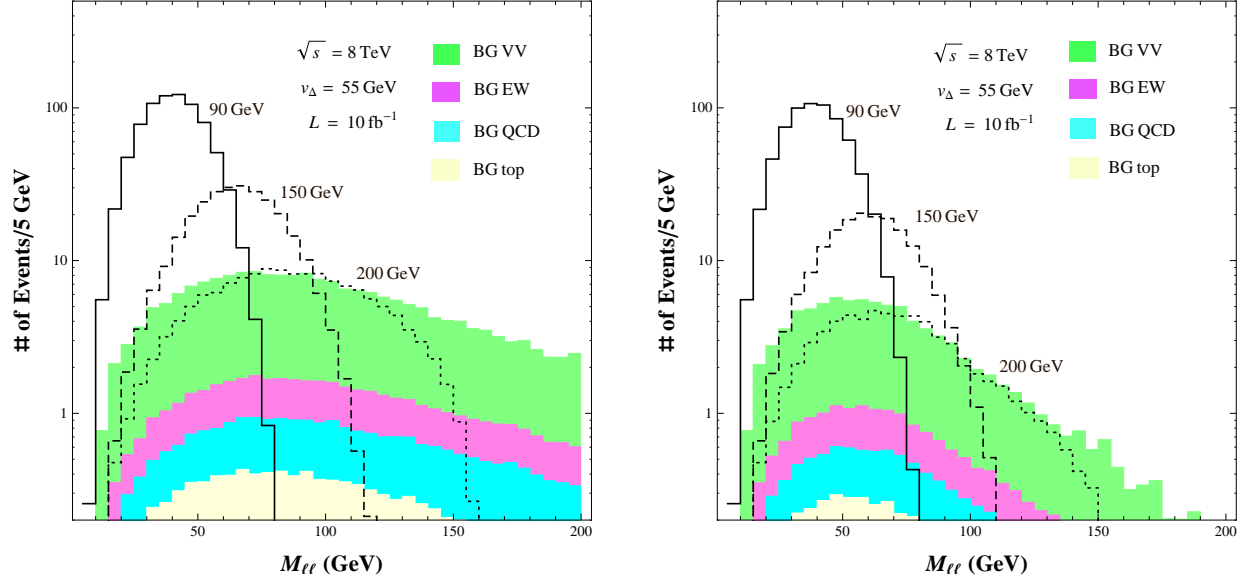 √s = 8 TeV
v_Δ = 55 GeV
L = 10 fb⁻¹
BG VV
BG EW
BG QCD
BG top
90 GeV
150 GeV
200 GeV
100
10
1
# of Events/5 GeV
50
100
150
200
M_ℓℓ (GeV)
√s = 8 TeV
v_Δ = 55 GeV
L = 10 fb⁻¹
BG VV
BG EW
BG QCD
BG top
90 GeV
150 GeV
200 GeV
100
10
1
# of Events/5 GeV
0
50
100
150
200
M_ℓℓ (GeV)